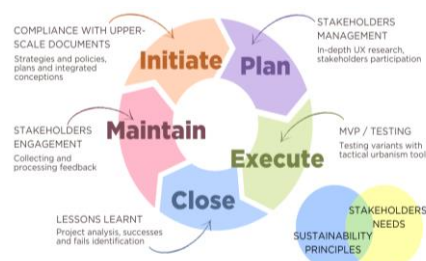 COMPLIANCE WITH UPPER-
SCALE DOCUMENTS
Strategies and policies,
plans and integrated
conceptions
STAKEHOLDERS
MANAGEMENT
In-depth UX research,
stakeholders participation
Initiate
Plan
STAKEHOLDERS
ENGAGEMENT
Collecting and
processing feedback
Maintain
Execute
MVP / TESTING
Testing variants with
tactical urbanism tool
Close
LESSONS LEARNT
Project analysis, successes
and fails identification
STAKEHOLDERS
NEEDS
SUSTAINABILITY
PRINCIPLES